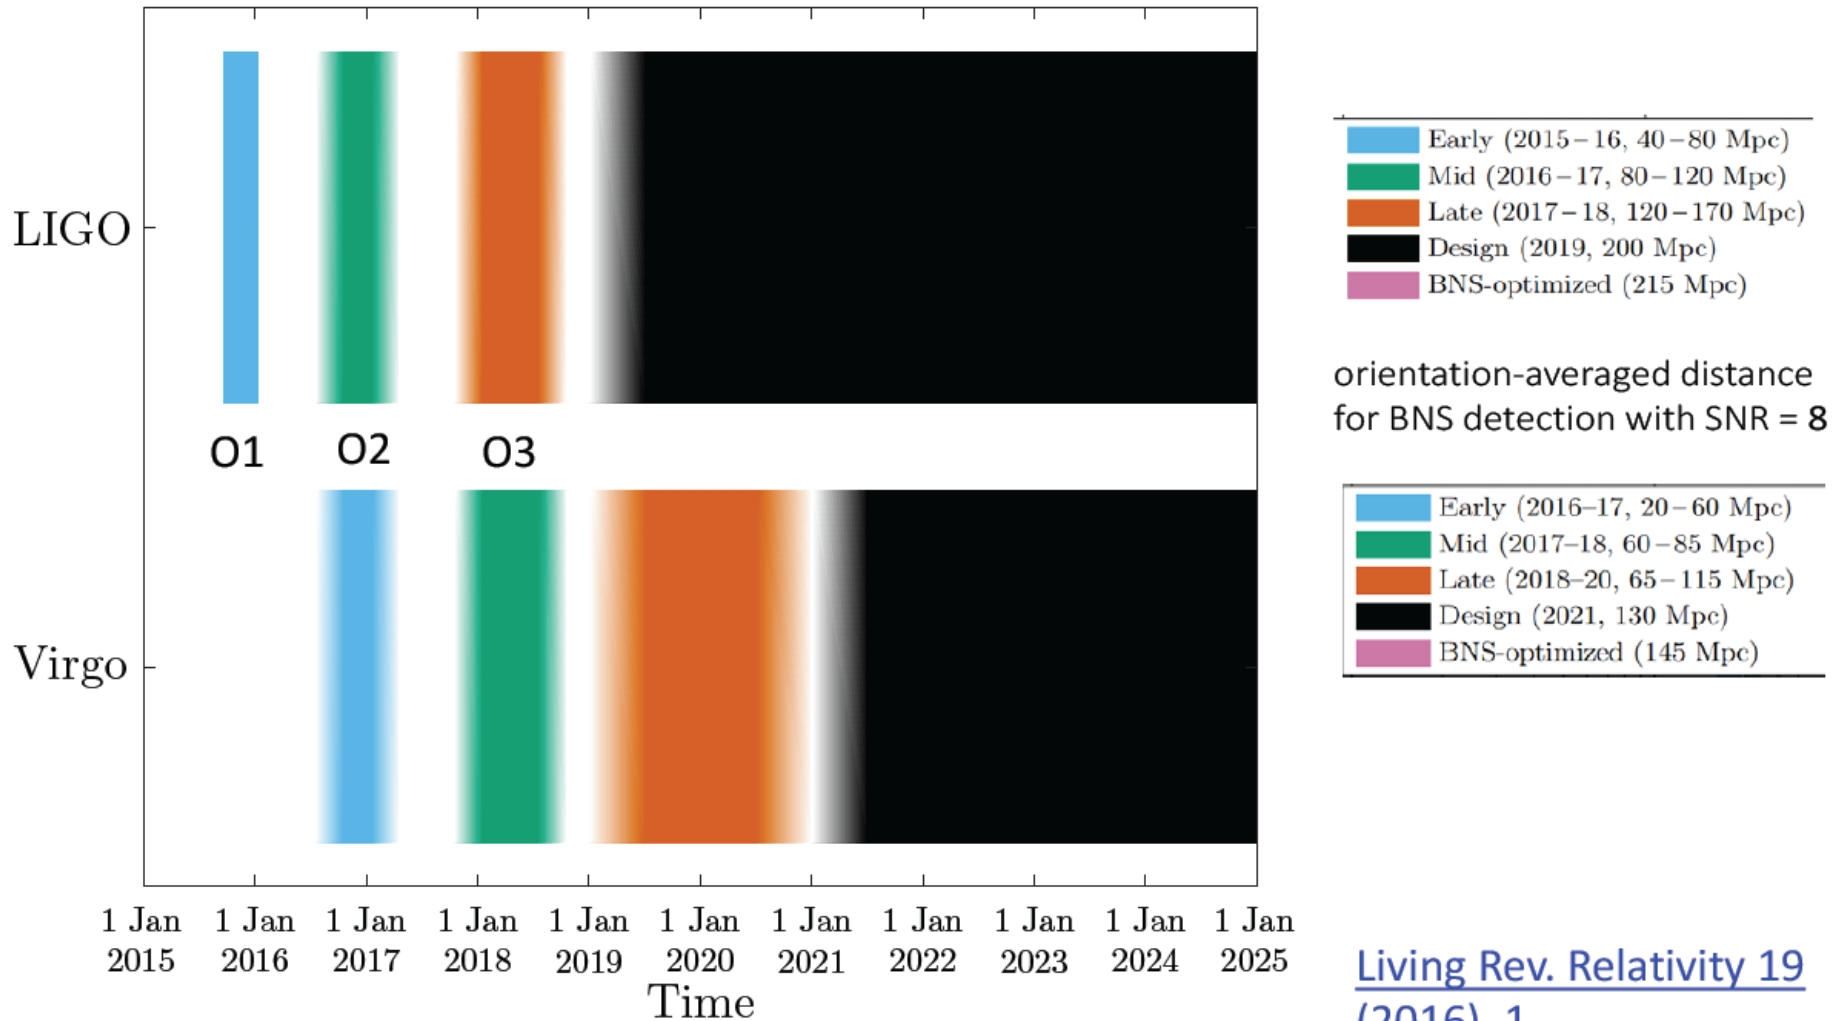 LIGO
O1 O2 O3
Virgo
1 Jan 1 Jan 1 Jan 1 Jan 1 Jan 1 Jan 1 Jan 1 Jan 1 Jan 1 Jan 1 Jan
2015 2016 2017 2018 2019 2020 2021 2022 2023 2024 2025
Time
Early (2015–16, 40–80 Mpc)
Mid (2016–17, 80–120 Mpc)
Late (2017–18, 120–170 Mpc)
Design (2019, 200 Mpc)
BNS-optimized (215 Mpc)
orientation-averaged distance
for BNS detection with SNR = 8
Early (2016–17, 20–60 Mpc)
Mid (2017–18, 60–85 Mpc)
Late (2018–20, 65–115 Mpc)
Design (2021, 130 Mpc)
BNS-optimized (145 Mpc)
Living Rev. Relativity 19
(2016), 1